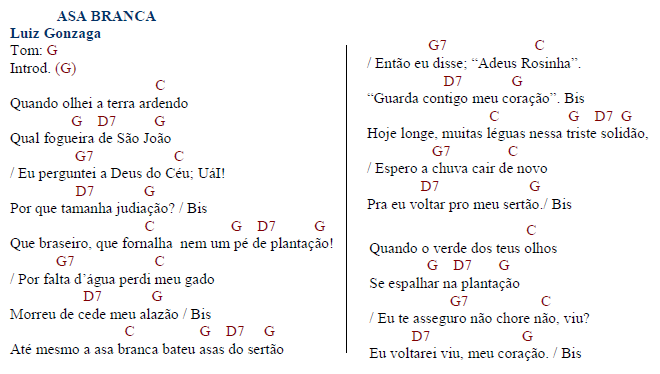 ASA BRANCA
Luiz Gonzaga
Tom: G
Introd. (G)
C
Quando olhei a terra ardendo
G D7 G
Qual fogueira de São João
G7 C
/ Eu perguntei a Deus do Céu; UáI!
D7 G
Por que tamanha judiação? / Bis
C G D7 G
Que braseiro, que fornalha nem um pé de plantação!
G7 C
/ Por falta d’água perdi meu gado
D7 G
Morreu de cede meu alazão / Bis
C G D7 G
Até mesmo a asa branca bateu asas do sertão
G7 C
/ Então eu disse; “Adeus Rosinha”.
D7 G
“Guarda contigo meu coração”. Bis
C G D7 G
Hoje longe, muitas léguas nessa triste solidão,
G7 C
/ Espero a chuva cair de novo
D7 G
Pra eu voltar pro meu sertão./ Bis
C
Quando o verde dos teus olhos
G D7 G
Se espalhar na plantação
G7 C
/ Eu te asseguro não chore não, viu?
D7 G
Eu voltarei viu, meu coração. / Bis